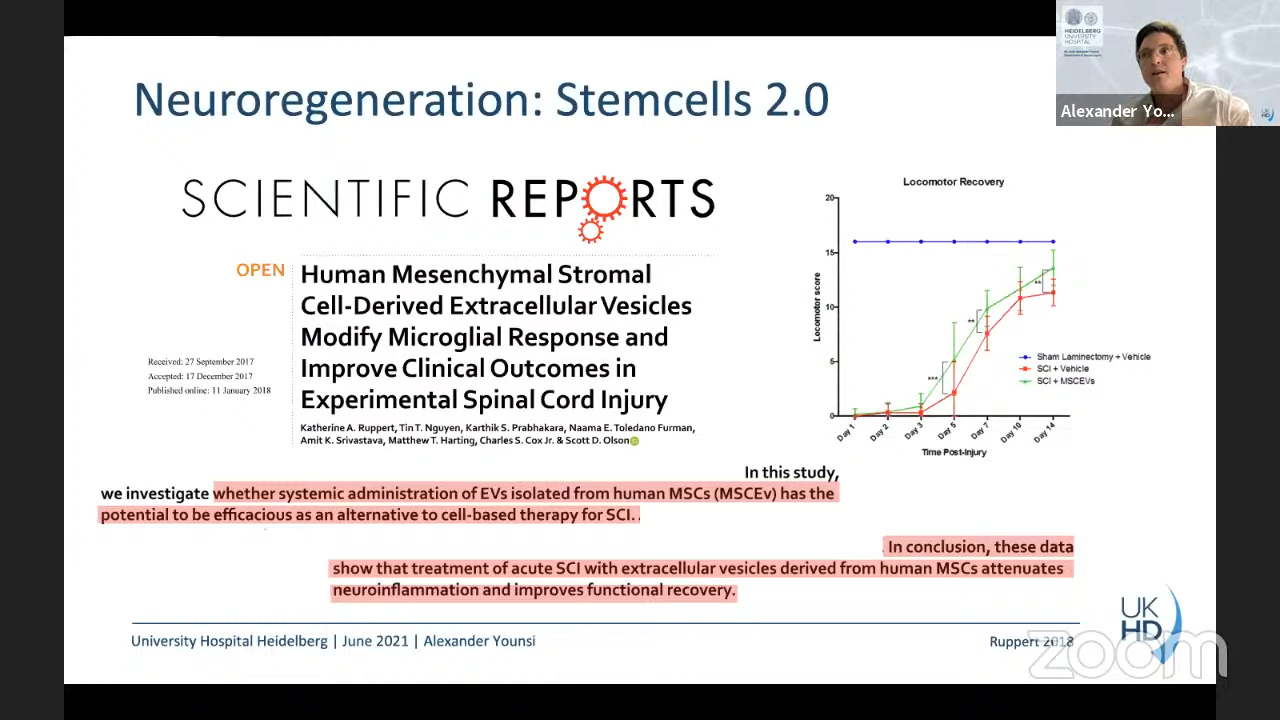 Neuroregeneration: Stemcells 2.0
HEIDELBERG
UNIVERSITY
HOSPITAL
Alexander Yo...
SCIENTIFIC REPORTS
OPEN
Human Mesenchymal Stromal
Cell-Derived Extracellular Vesicles
Modify Microglial Response and
Improve Clinical Outcomes in
Experimental Spinal Cord Injury
Received: 27 September 2017
Accepted: 17 December 2017
Published online: 11 January 2018
Katherine A. Ruppert, Tin T. Nguyen, Karthik S. Prabhakara, Naama E. Toledano Furman,
Amit K. Srivastava, Matthew T. Harting, Charles S. Cox Jr. & Scott D. Olson
Locomotor Recovery
Locomotor score
20
15
10
5
0
***
**
**
Day 1
Day 2
Day 3
Day 5
Day 7
Day 10
Day 14
Time Post-Injury
Sham Laminectomy + Vehicle
SCI + Vehicle
SCI + MSCEVs
In this study,
we investigate whether systemic administration of EVs isolated from human MSCs (MSCEv) has the
potential to be efficacious as an alternative to cell-based therapy for SCI.
In conclusion, these data
show that treatment of acute SCI with extracellular vesicles derived from human MSCs attenuates
neuroinflammation and improves functional recovery.
University Hospital Heidelberg | June 2021 | Alexander Younsi
Ruppert 2018
UK
HD
zoom